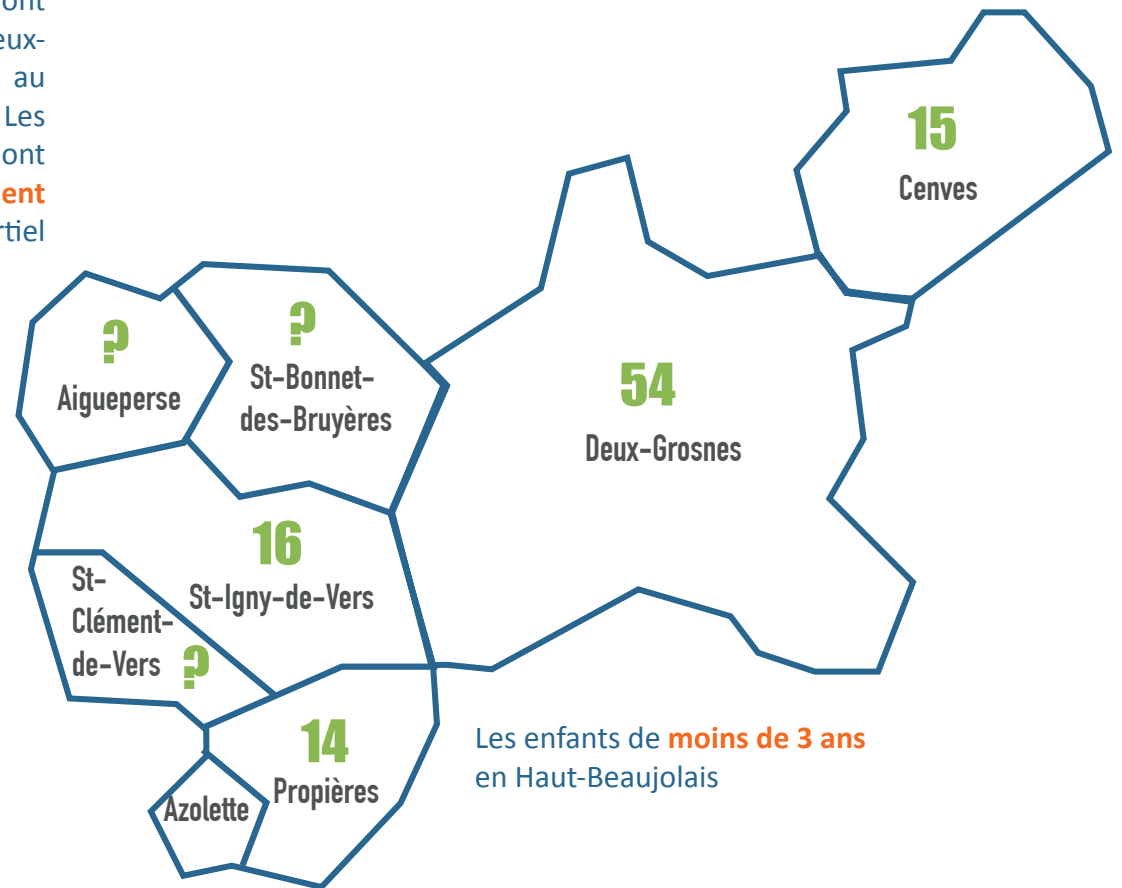 ont
eux-
au
Les
ont
ent
rtiel
15
Cenves
?
Aigueperse
?
St-Bonnet-
des-Bruyères
54
Deux-Grosnes
16
St-Igny-de-Vers
St-
Clément-
de-Vers ?
14
Propières
Azolette
Les enfants de moins de 3 ans
en Haut-Beaujolais